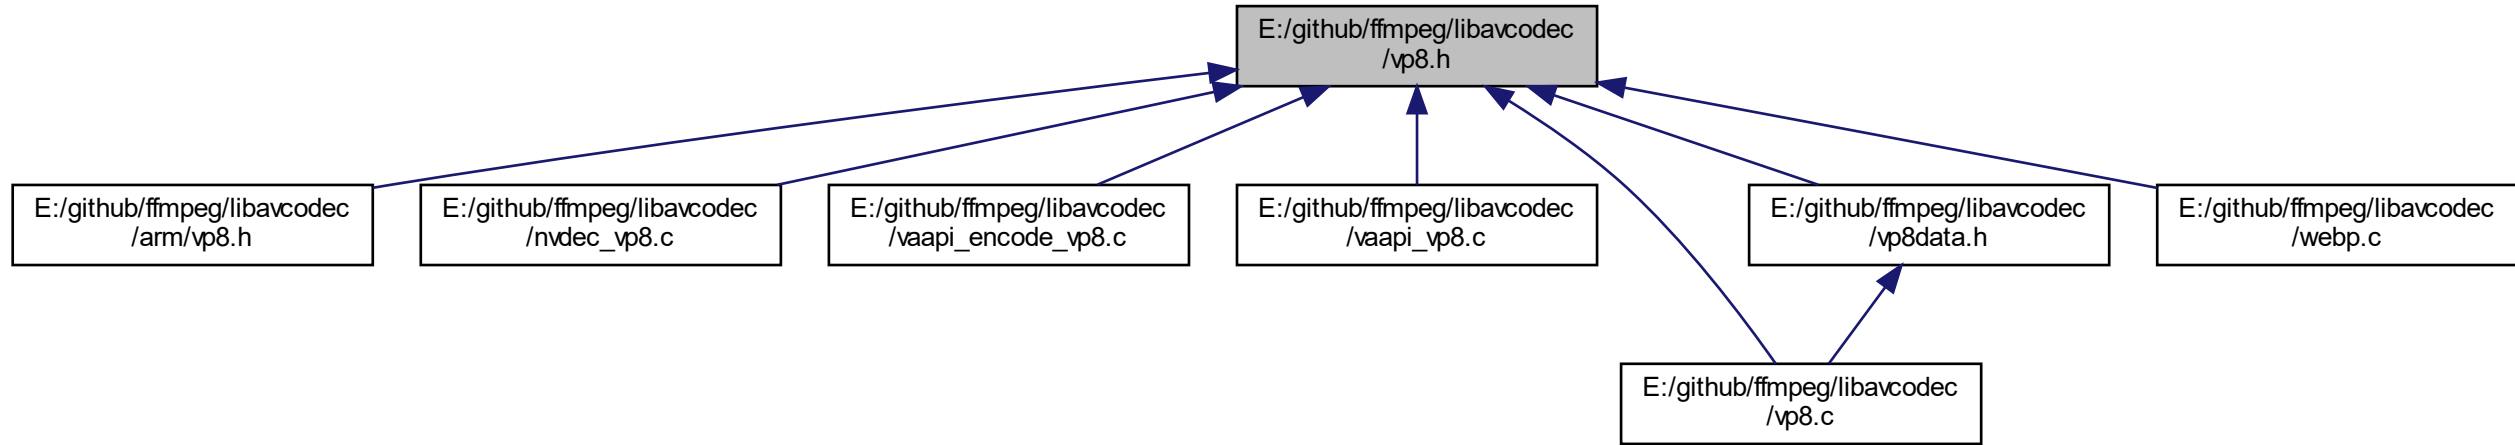 E:/github/ffmpeg/libavcodec
/vp8.h
E:/github/ffmpeg/libavcodec
/arm/vp8.h
E:/github/ffmpeg/libavcodec
/nvdec_vp8.c
E:/github/ffmpeg/libavcodec
/vaapi_encode_vp8.c
E:/github/ffmpeg/libavcodec
/vaapi_vp8.c
E:/github/ffmpeg/libavcodec
/vp8data.h
E:/github/ffmpeg/libavcodec
/webp.c
E:/github/ffmpeg/libavcodec
/vp8.c